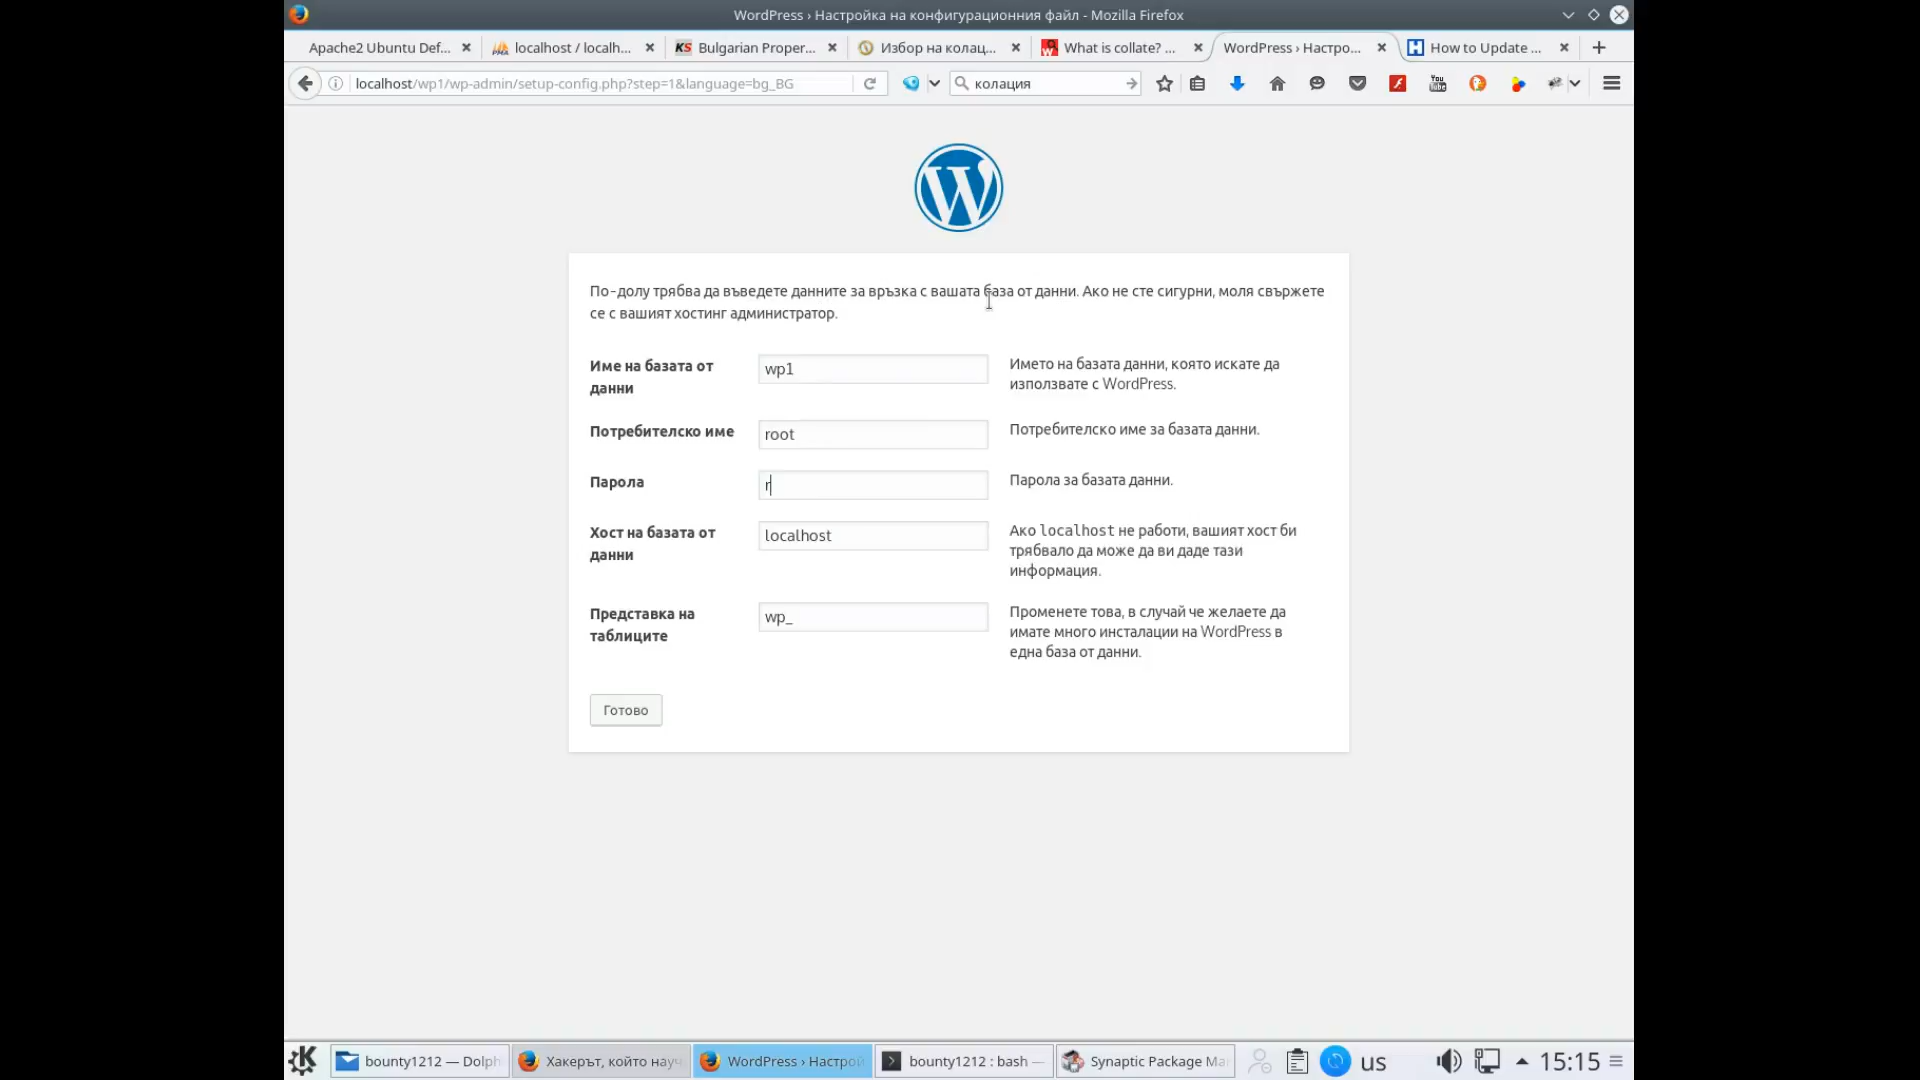 WordPress › Настройка на конфигурационния файл - Mozilla Firefox
Apache2 Ubuntu Def...
localhost / localh...
Bulgarian Proper...
Избор на колац...
What is collate? ...
WordPress › Настро...
How to Update ...
localhost/wp1/wp-admin/setup-config.php?step=1&language=bg_BG
колация
По-долу трябва да въведете данните за връзка с вашата база от данни. Ако не сте сигурни, моля свържете
се с вашият хостинг администратор.
Име на базата от
данни
wp1
Името на базата данни, която искате да
използвате с WordPress.
Потребителско име
root
Потребителско име за базата данни.
Парола
r
Парола за базата данни.
Хост на базата от
данни
localhost
Ако localhost не работи, вашият хост би
трябвало да може да ви даде тази
информация.
Представка на
таблиците
wp_
Променете това, в случай че желаете да
имате много инсталации на WordPress в
една база от данни.
Готово
bounty1212 — Dolph
Хакерът, който науч
WordPress › Настрой
bounty1212 : bash —
Synaptic Package Ma
us
15:15